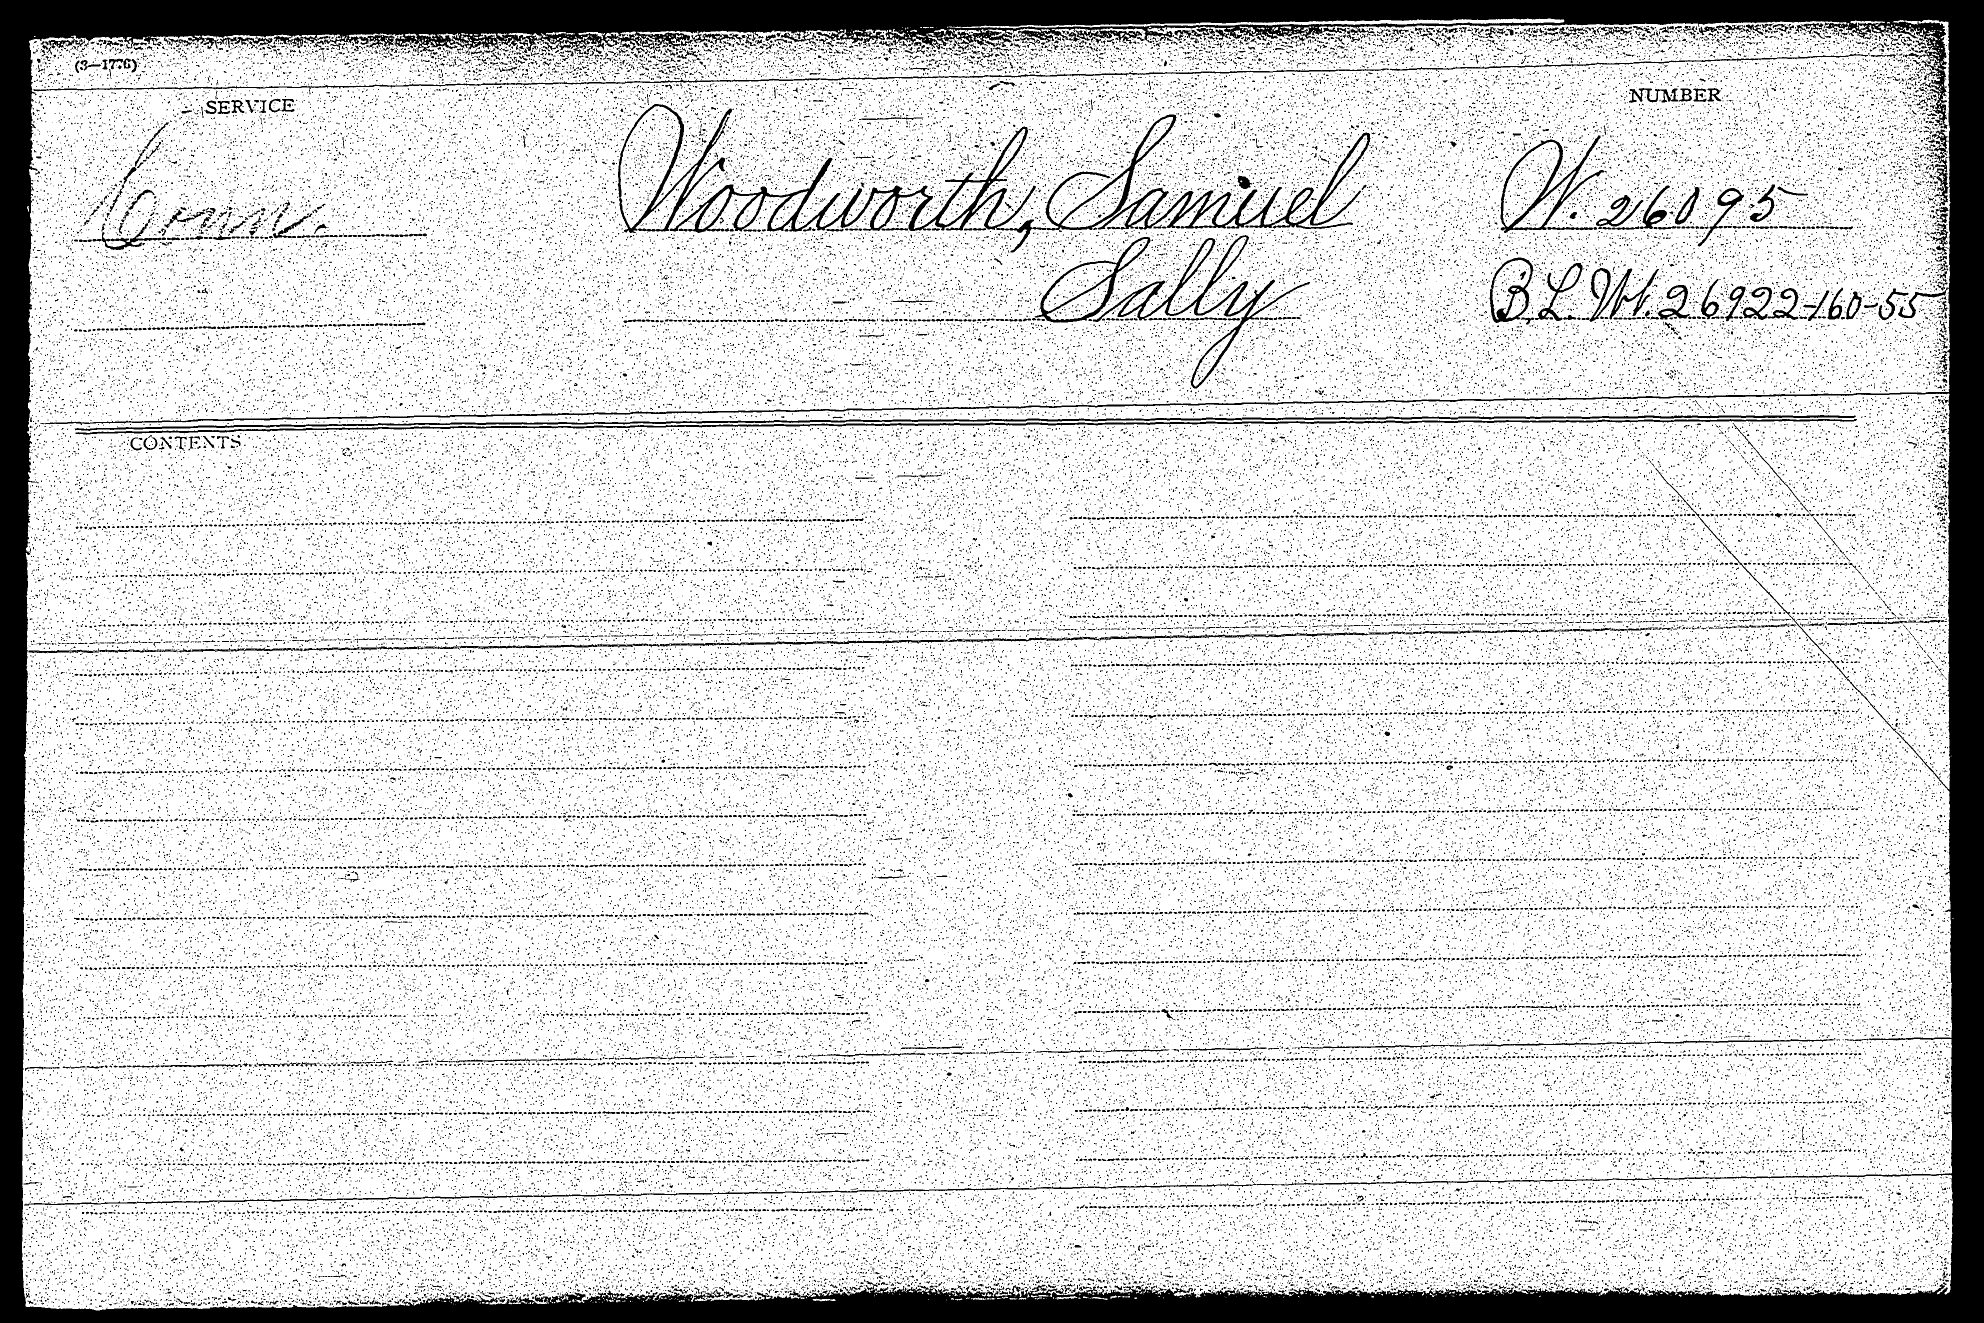 (3—1776)
SERVICE
NUMBER
Conn.
Woodworth, Samuel
W. 26095
Sally
B.L.Wt. 26922-160-55
CONTENTS